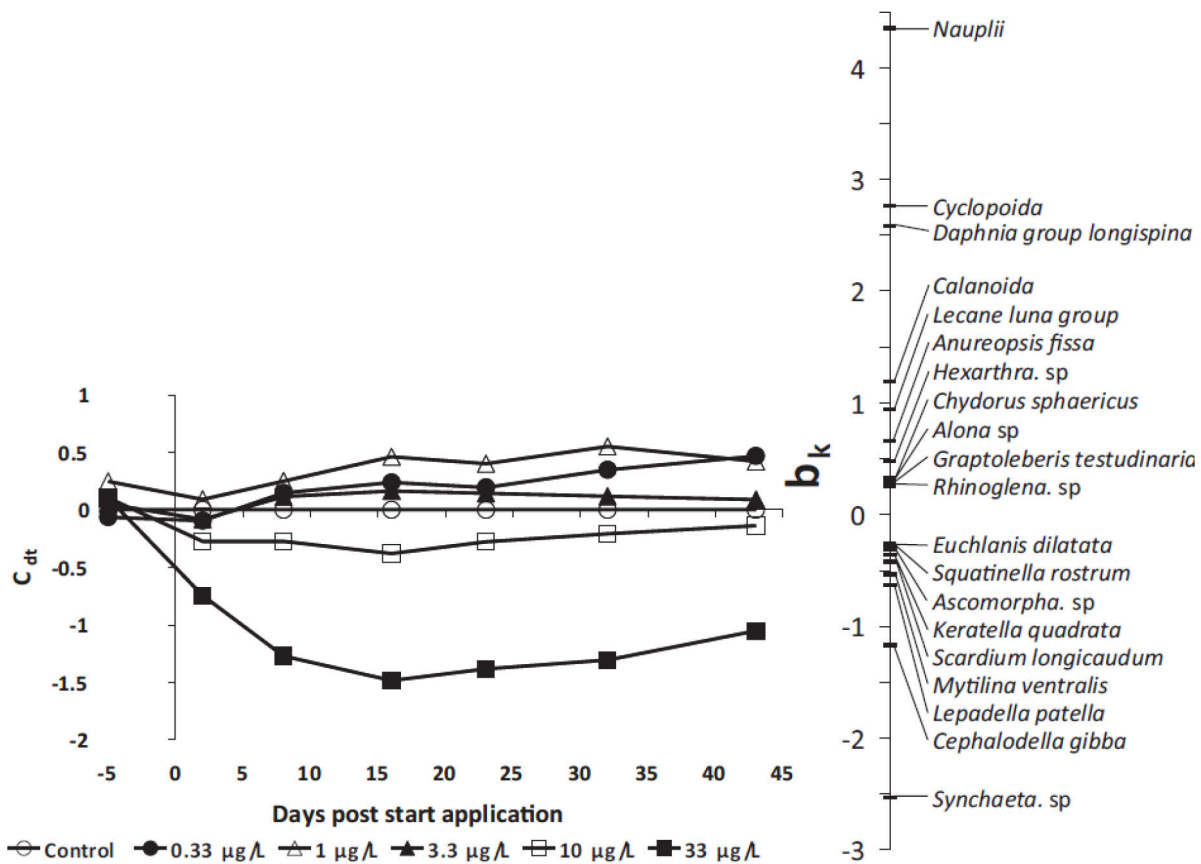 1
0.5
0
-0.5
-1
-1.5
-2
C dt
-5 0 5 10 15 20 25 30 35 40 45
Days post start application
Control 0.33 µg/L 1 µg/L 3.3 µg/L 10 µg/L 33 µg/L
b k
4
3
2
1
0
-1
-2
-3
Nauplii
Cyclopoida
Daphnia group longispina
Calanoida
Lecane luna group
Anureopsis fissa
Hexarthra. sp
Chydorus sphaericus
Alona sp
Graptoleberis testudinaria
Rhinoglena. sp
Euchlanis dilatata
Squatinella rostrum
Ascomorpha. sp
Keratella quadrata
Scardium longicaudum
Mytilina ventralis
Lepadella patella
Cephalodella gibba
Synchaeta. sp